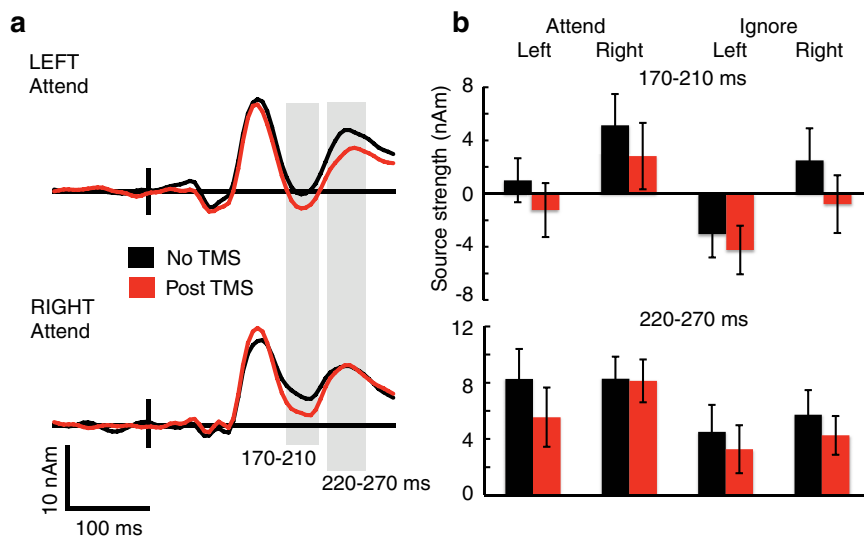 a
LEFT
Attend
No TMS
Post TMS
RIGHT
Attend
170-210
220-270 ms
10 nAm
100 ms
b
Attend Ignore
Left Right Left Right
170-210 ms
Source strength (nAm)
8
4
0
-4
-8
220-270 ms
12
8
4
0